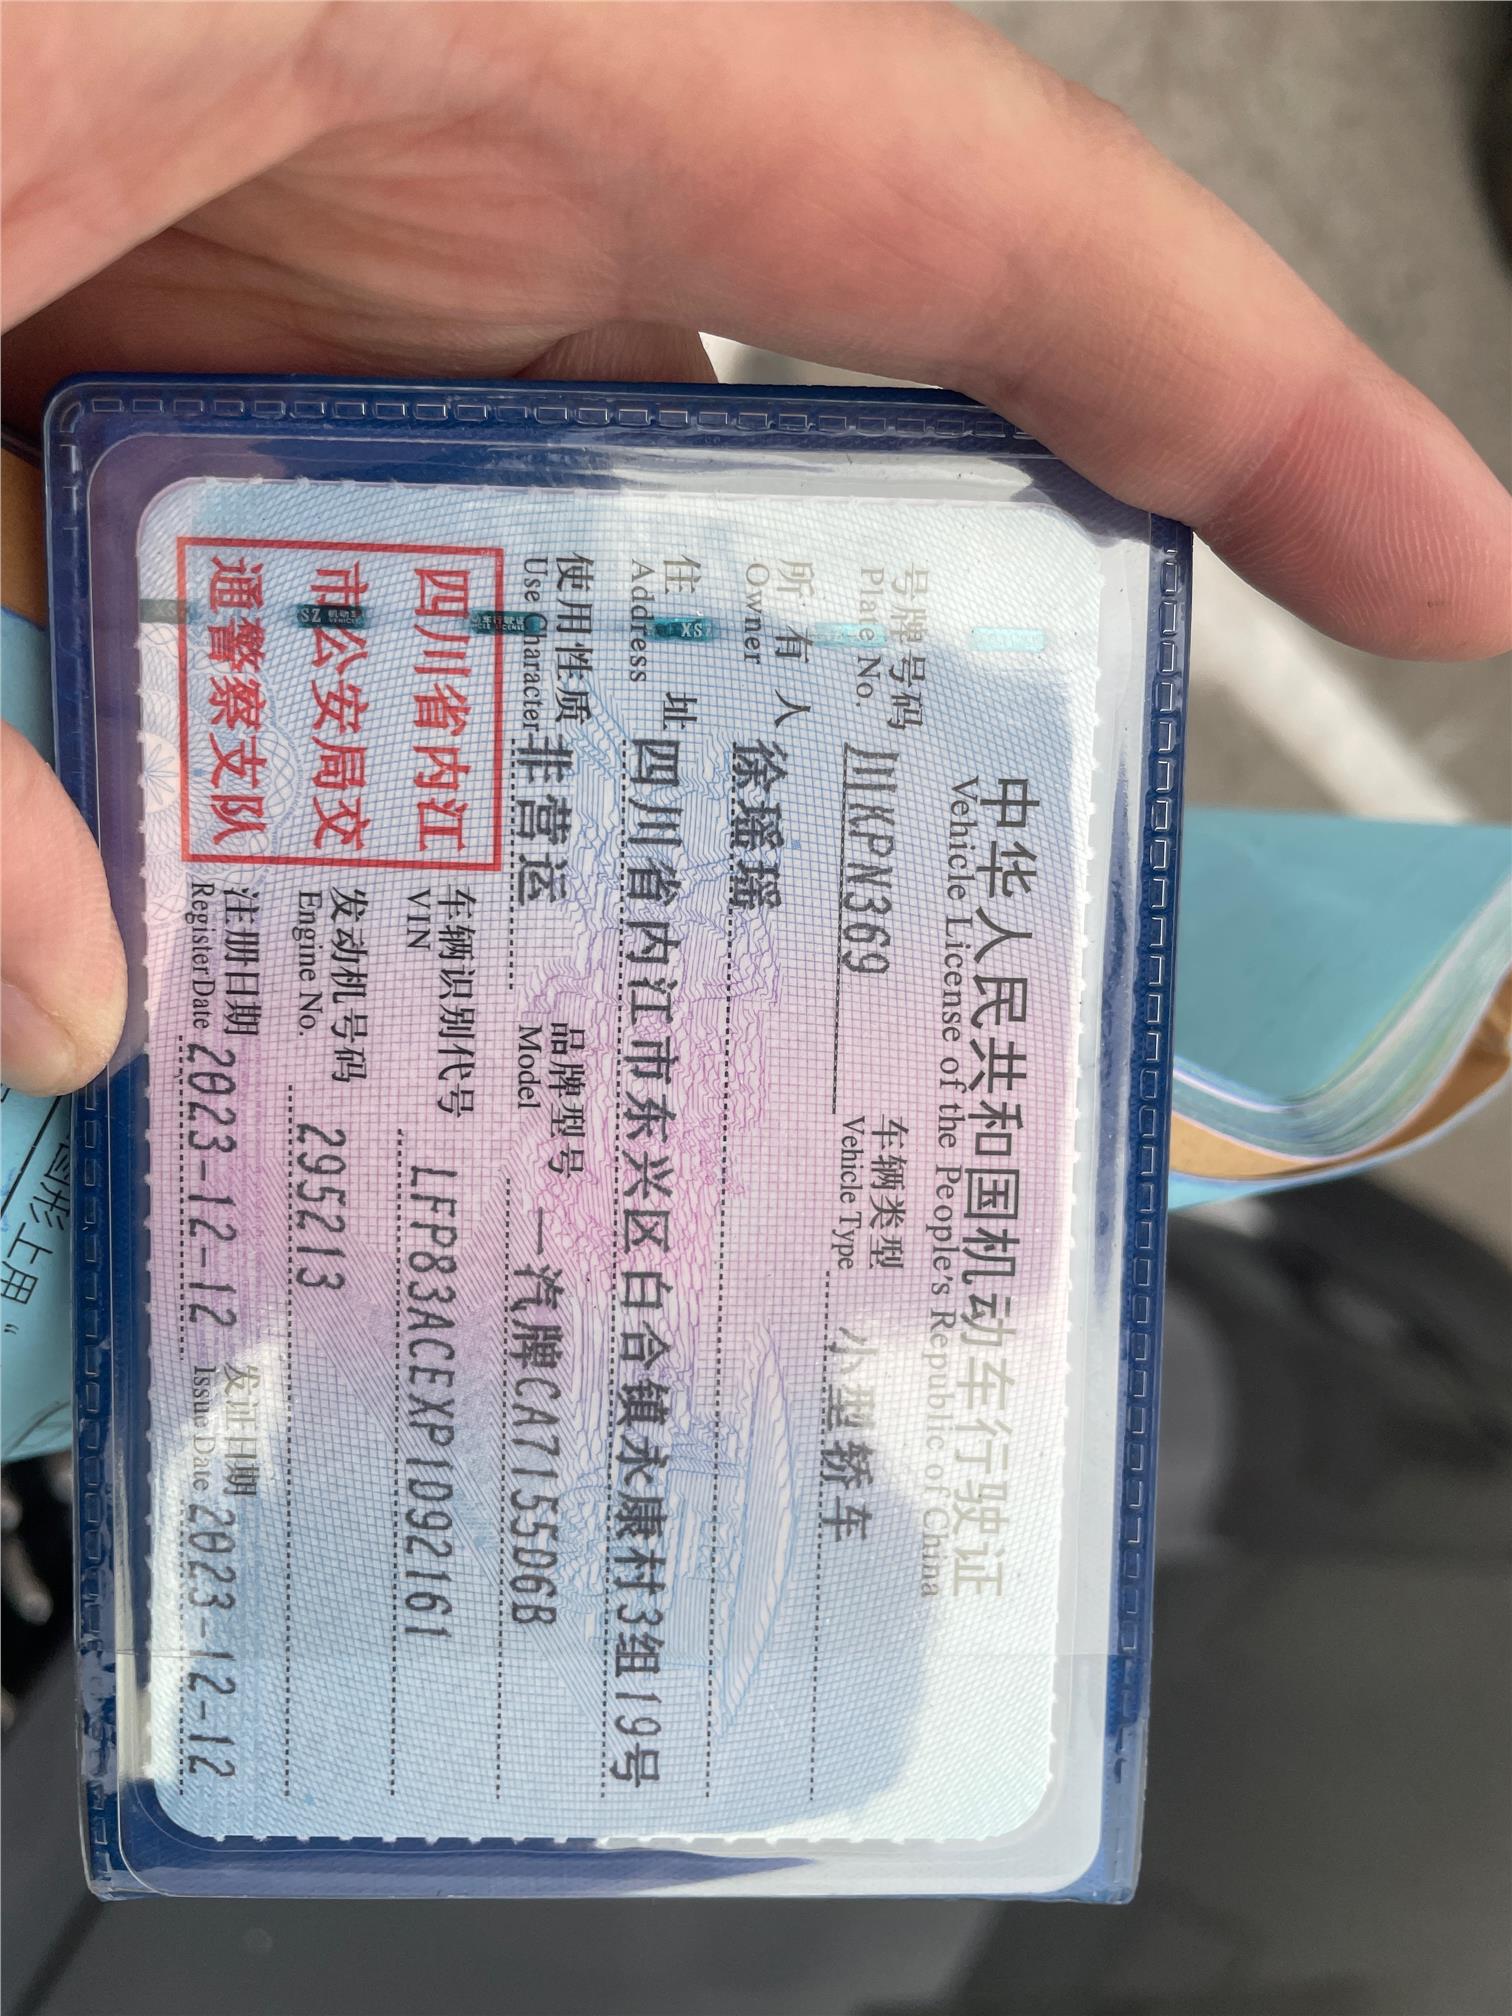 中华人民共和国机动车行驶证
Vehicle License of the People's Republic of China
号牌号码 川KPN369 车辆类型 小型轿车
Plate No. Vehicle Type
所有人 徐瑶瑶
Owner
住址 四川省内江市东兴区白合镇永康村3组19号
Address
使用性质 非营运 品牌型号 一汽牌CA7155D6B
Use Character Model
四川省内江
市公安局交
通警察支队
车辆识别代号 LFP83ACEXP1D92161
VIN
发动机号码 295213
Engine No.
注册日期 2023-12-12 发证日期 2023-12-12
Register Date Issue Date
形上用“